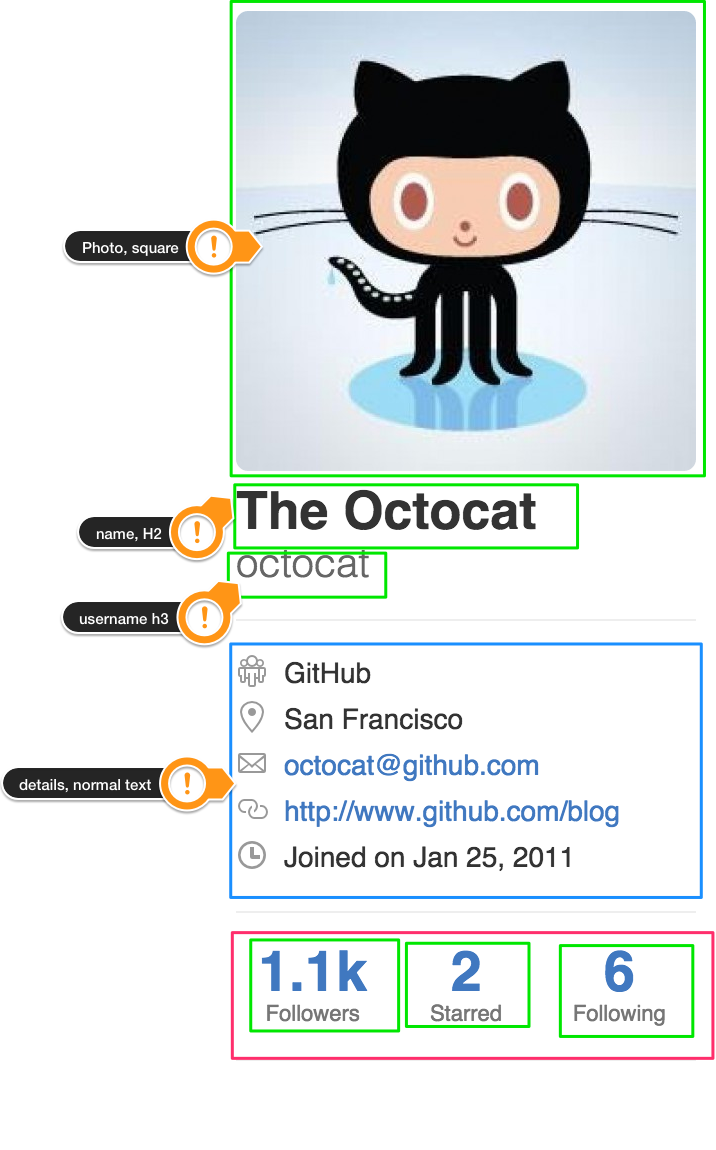 Photo, square
The Octocat
name, H2
octocat
username h3
GitHub
San Francisco
octocat@github.com
details, normal text
http://www.github.com/blog
Joined on Jan 25, 2011
1.1k 2 6
Followers Starred Following